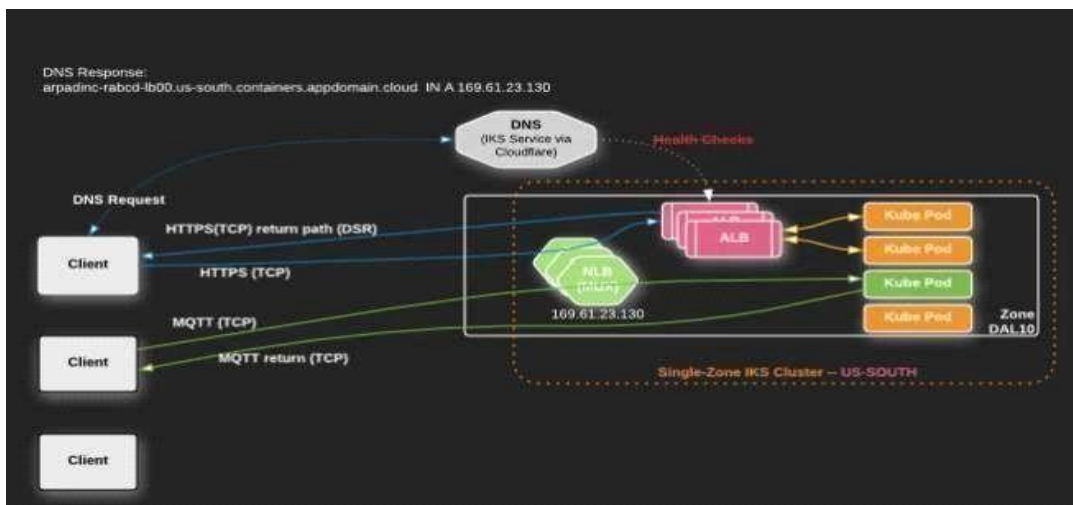 DNS Response:
arpadinc-rabcd-lb00.us-south.containers.appdomain.cloud IN A 169.61.23.130
DNS
(IKS Service via
Cloudflare)
Health Checks
DNS Request
HTTPS(TCP) return path (DSR)
ALB
ALB
Kube Pod
Client
HTTPS (TCP)
Kube Pod
NLB
(MUX)
Kube Pod
169.61.23.130
MQTT (TCP)
Kube Pod
Zone
DAL10
Client
MQTT return (TCP)
Single-Zone IKS Cluster -- US-SOUTH
Client